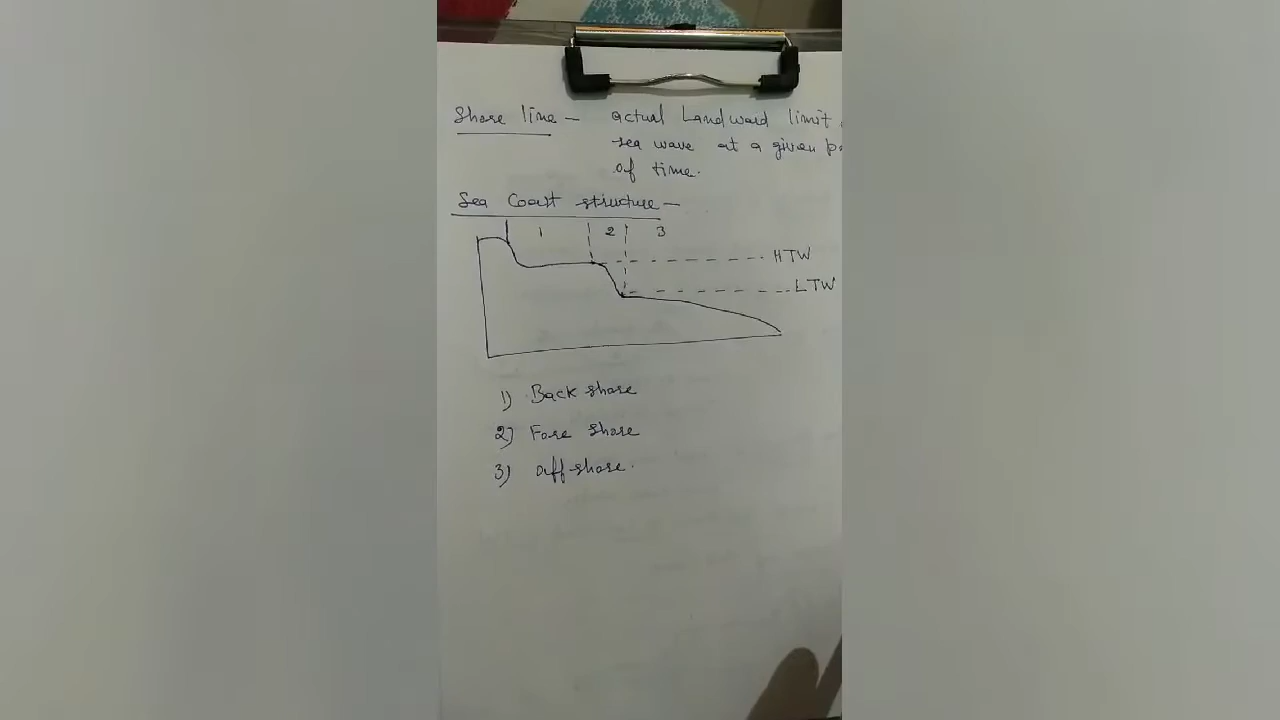 Shore line - actual Landward limit
sea wave at a given
of time.
Sea Coast structure -
1 2 3
HTW
LTW
1) Back shore
2) Fore shore
3) Off shore.